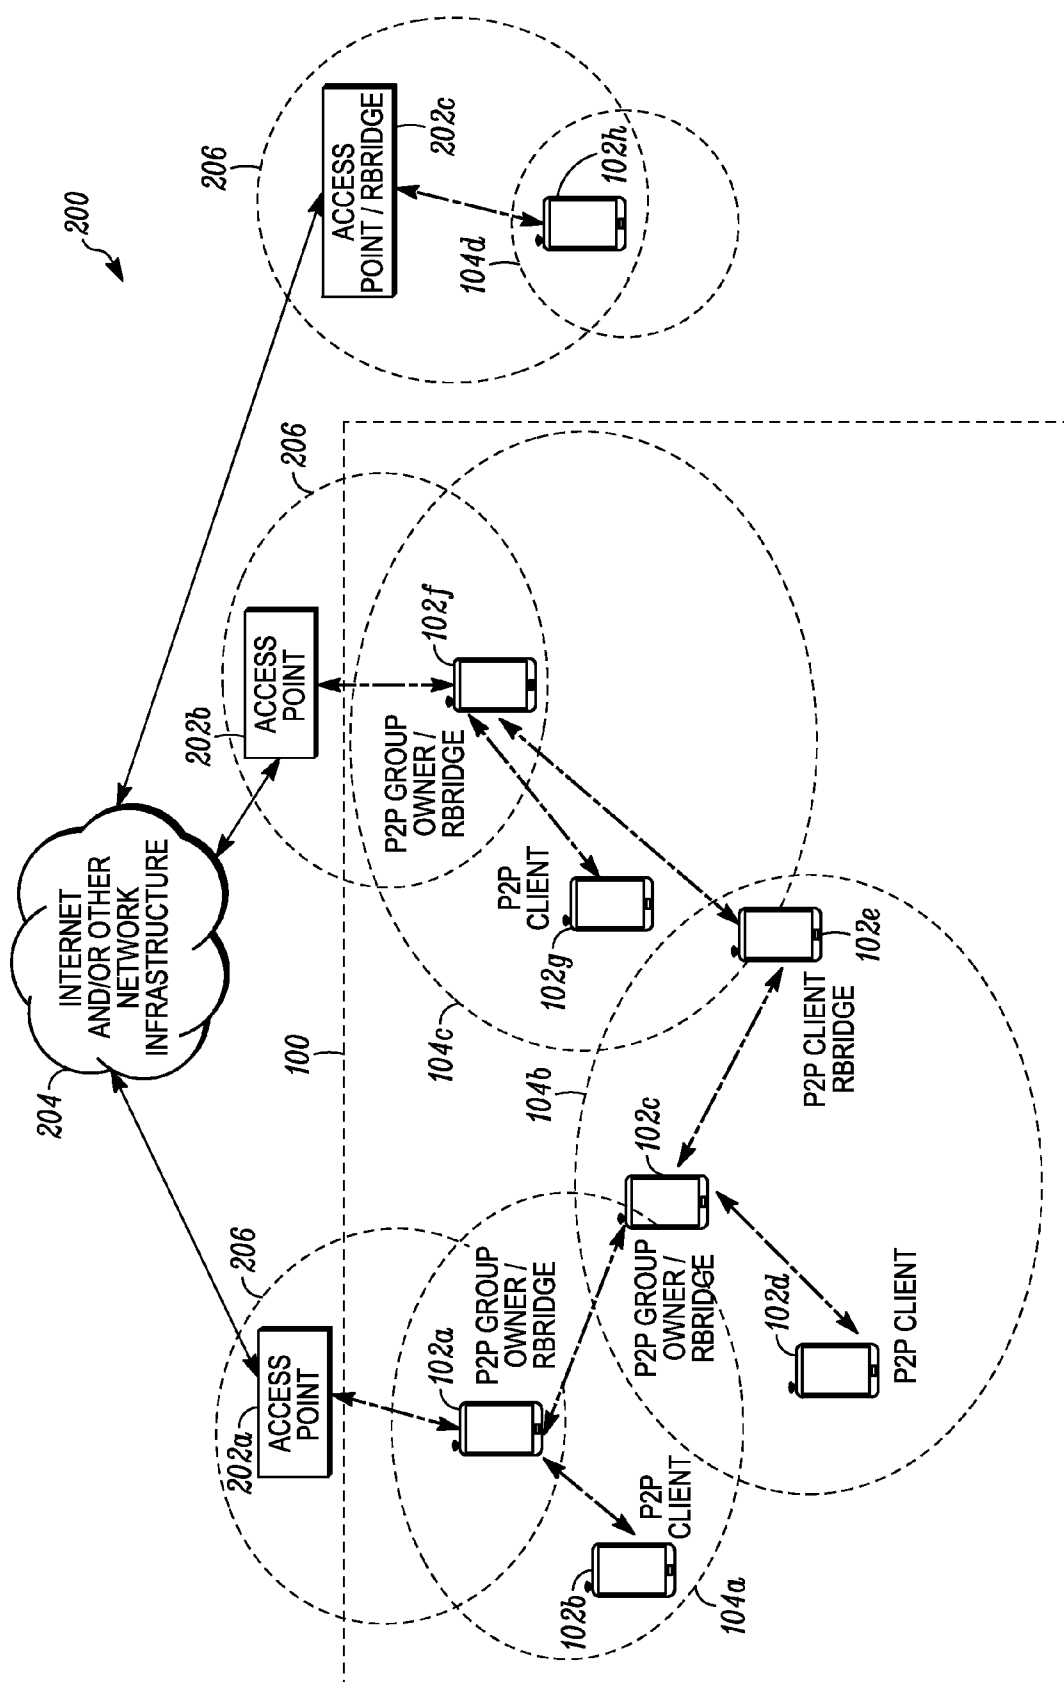 200
204
INTERNET
AND/OR OTHER
NETWORK
INFRASTRUCTURE
206
202a
ACCESS
POINT
202b
ACCESS
POINT
206
206
ACCESS
POINT / RBRIDGE
202c
104d
102h
100
102a
P2P GROUP
OWNER /
RBRIDGE
102b
P2P
CLIENT
104a
102c
P2P GROUP
OWNER /
RBRIDGE
104b
102d
P2P CLIENT
104c
102e
P2P CLIENT
RBRIDGE
102g
P2P
CLIENT
P2P GROUP
OWNER /
RBRIDGE
102f